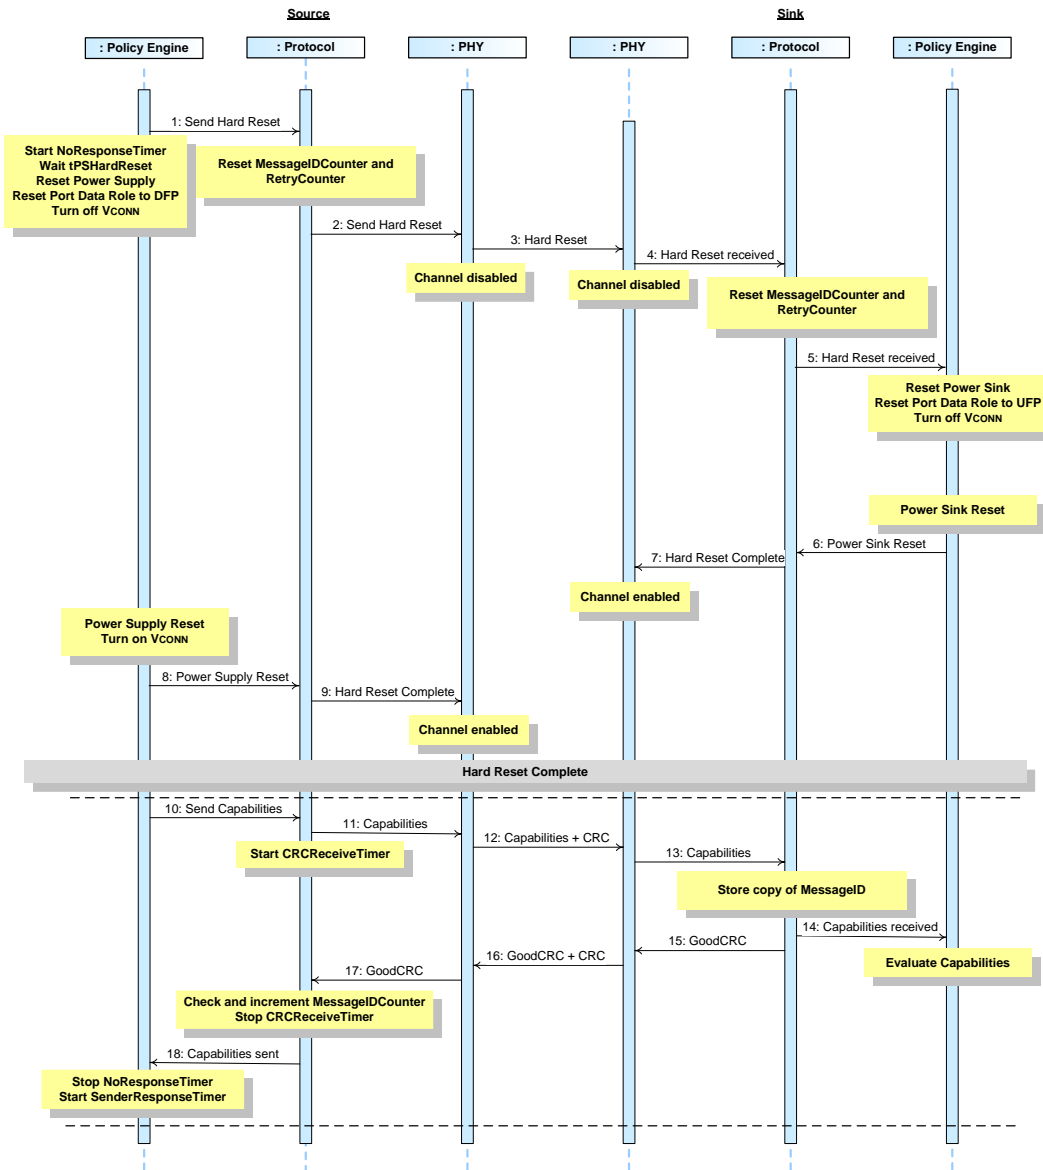 Source
Sink
: Policy Engine
: Protocol
: PHY
: PHY
: Protocol
: Policy Engine
1: Send Hard Reset
Start NoResponseTimer
Wait tPSHardReset
Reset Power Supply
Reset Port Data Role to DFP
Turn off VCONN
Reset MessageIDCounter and
RetryCounter
2: Send Hard Reset
3: Hard Reset
4: Hard Reset received
Channel disabled
Channel disabled
Reset MessageIDCounter and
RetryCounter
5: Hard Reset received
Reset Power Sink
Reset Port Data Role to UFP
Turn off VCONN
Power Sink Reset
6: Power Sink Reset
7: Hard Reset Complete
Channel enabled
Power Supply Reset
Turn on VCONN
8: Power Supply Reset
9: Hard Reset Complete
Channel enabled
Hard Reset Complete
10: Send Capabilities
11: Capabilities
12: Capabilities + CRC
Start CRCReceiveTimer
13: Capabilities
Store copy of MessageID
14: Capabilities received
15: GoodCRC
16: GoodCRC + CRC
Evaluate Capabilities
17: GoodCRC
Check and increment MessageIDCounter
Stop CRCReceiveTimer
18: Capabilities sent
Stop NoResponseTimer
Start SenderResponseTimer